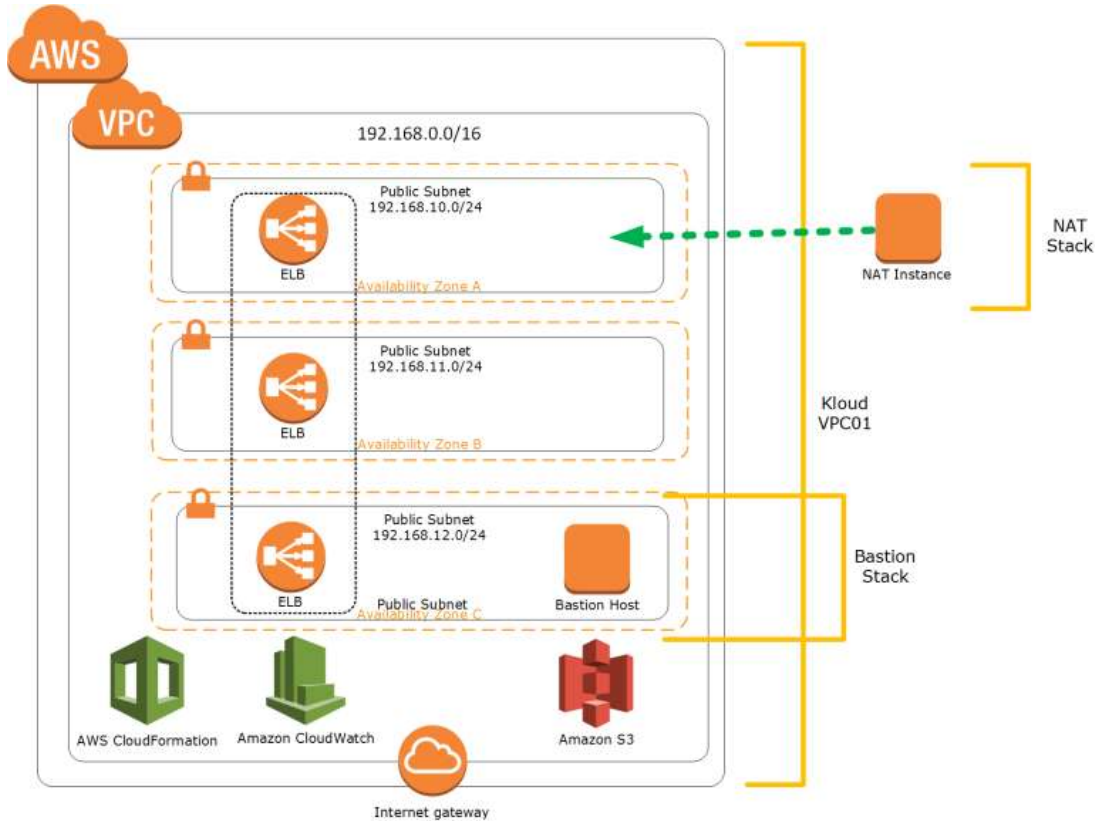 AWS
VPC
192.168.0.0/16
Public Subnet
192.168.10.0/24
ELB
Availability Zone A
NAT Instance
NAT
Stack
Public Subnet
192.168.11.0/24
ELB
Availability Zone B
Kloud
VPC01
Public Subnet
192.168.12.0/24
ELB
Public Subnet
Availability Zone C
Bastion Host
Bastion
Stack
AWS CloudFormation
Amazon CloudWatch
Amazon S3
Internet gateway